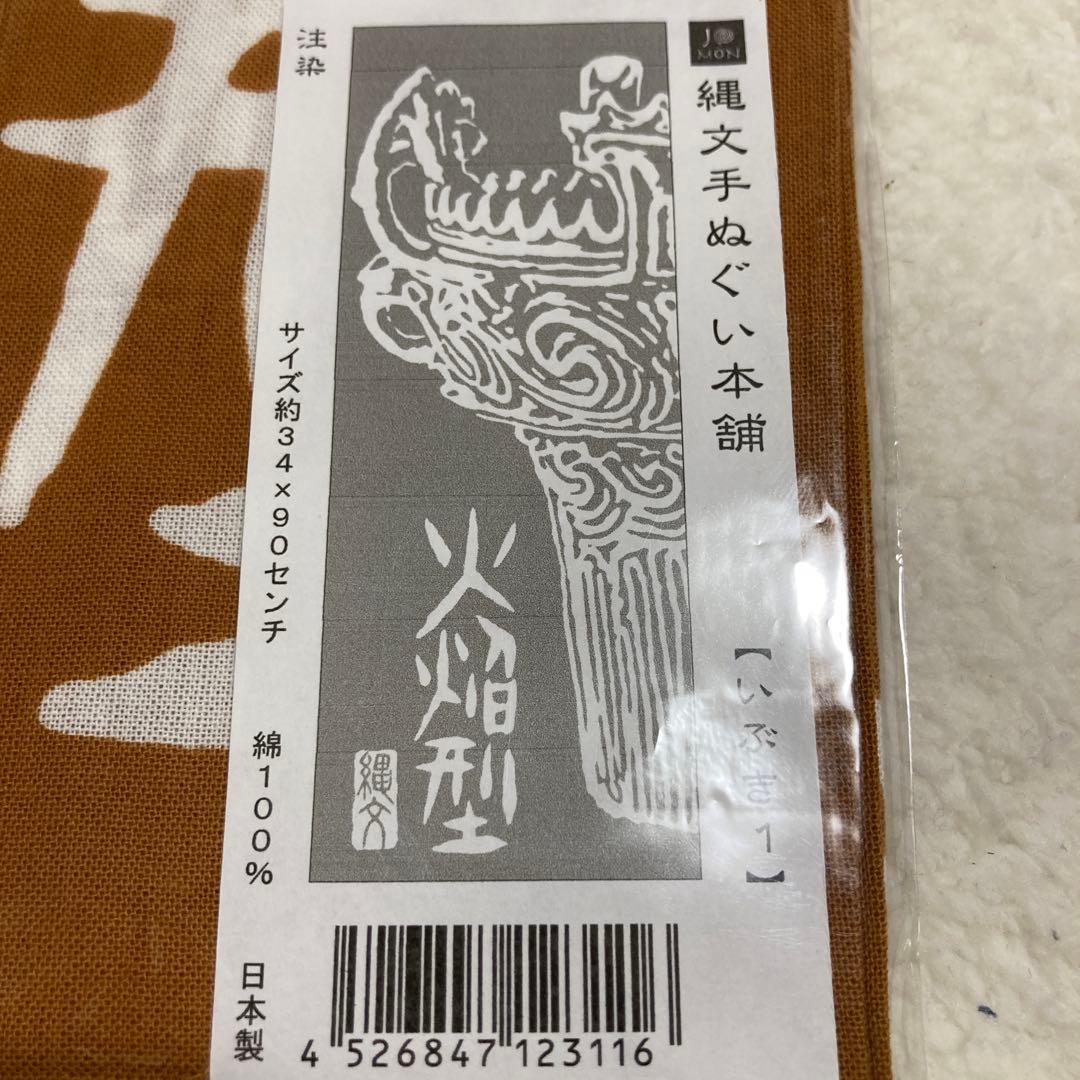 JOMON
縄文手ぬぐい本舗
【いぶき1】
注染
火焔型
縄文
サイズ約34×90センチ
綿100%
日本製
4 526847 123116